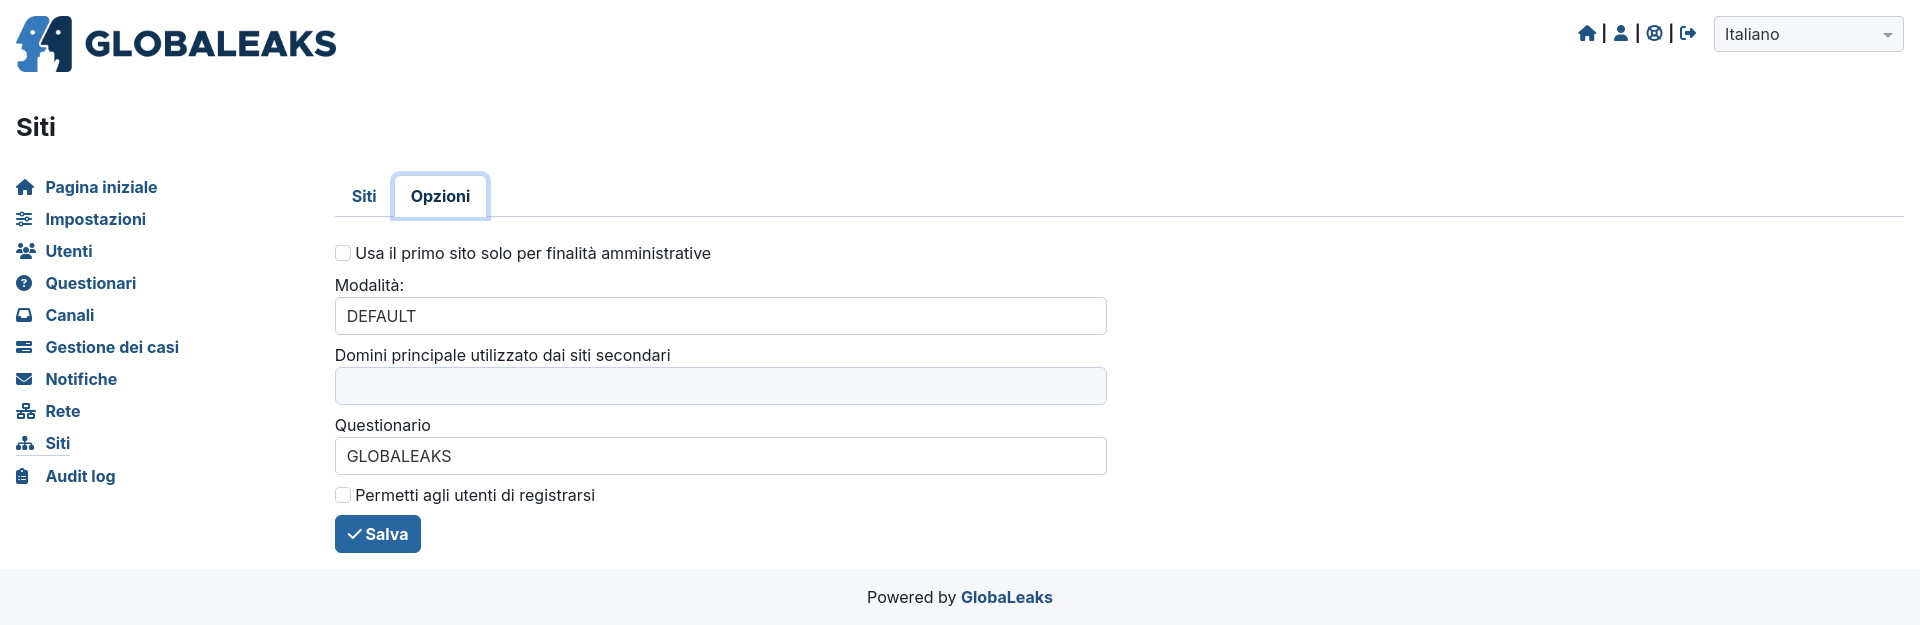 GLOBALEAKS
Italiano
Siti
Pagina iniziale
Impostazioni
Utenti
Questionari
Canali
Gestione dei casi
Notifiche
Rete
Siti
Audit log
Siti
Opzioni
Usa il primo sito solo per finalità amministrative
Modalità:
DEFAULT
Domini principale utilizzato dai siti secondari
Questionario
GLOBALEAKS
Permetti agli utenti di registrarsi
Salva
Powered by GlobaLeaks